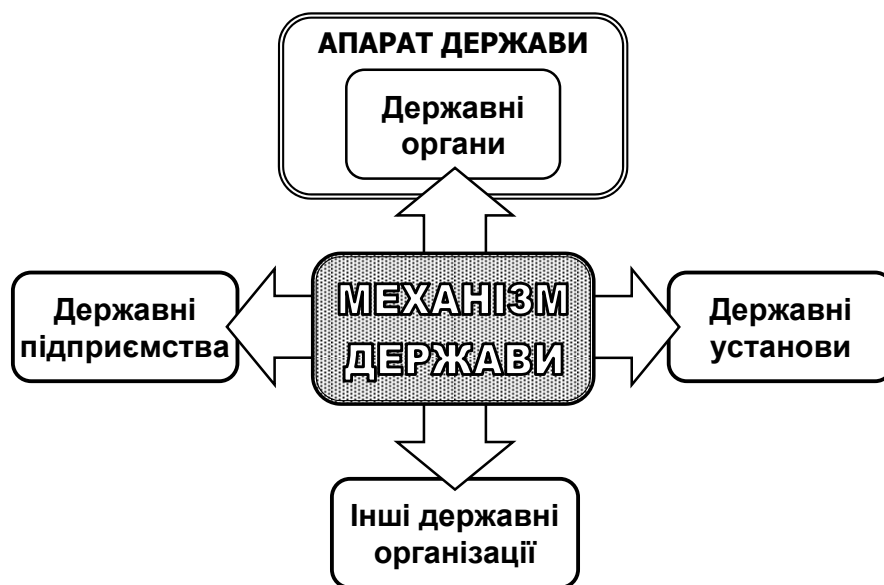 АПАРАТ ДЕРЖАВИ
Державні
органи
Державні
підприємства
МЕХАНІЗМ
ДЕРЖАВИ
Державні
установи
Інші державні
організації